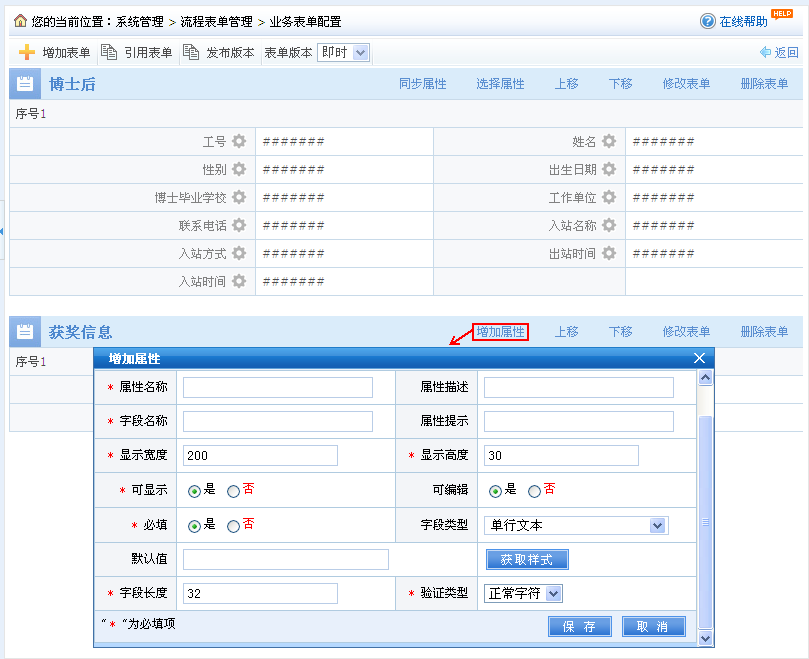 您的当前位置：系统管理 > 流程表单管理 > 业务表单配置 在线帮助 HELP
增加表单 引用表单 发布版本 表单版本 即时 返回
博士后 同步属性 选择属性 上移 下移 修改表单 删除表单
序号1
工号 ####### 姓名 #######
性别 ####### 出生日期 #######
博士毕业学校 ####### 工作单位 #######
联系电话 ####### 入站名称 #######
入站方式 ####### 出站时间 #######
入站时间 #######
获奖信息 增加属性 上移 下移 修改表单 删除表单
序号1
增加属性
* 属性名称 属性描述
* 字段名称 属性提示
* 显示宽度 200 * 显示高度 30
* 可显示 是 否 可编辑 是 否
* 必填 是 否 字段类型 单行文本
默认值 获取样式
* 字段长度 32 * 验证类型 正常字符
“ * ”为必填项 保 存 取 消